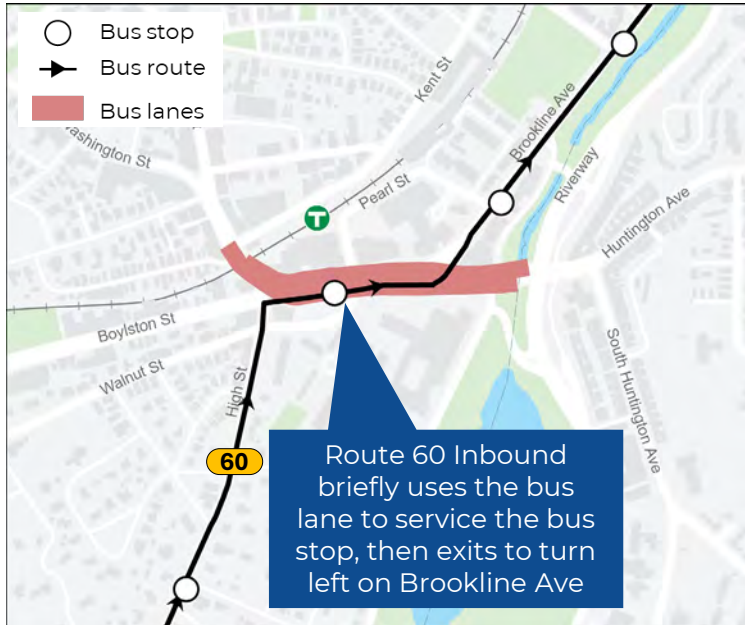 Bus stop
Bus route
Bus lanes
Washington St
Kent St
Pearl St
Brookline Ave
Riverway
Huntington Ave
T
Boylston St
Walnut St
High St
South Huntington Ave
60
Route 60 Inbound
briefly uses the bus
lane to service the bus
stop, then exits to turn
left on Brookline Ave